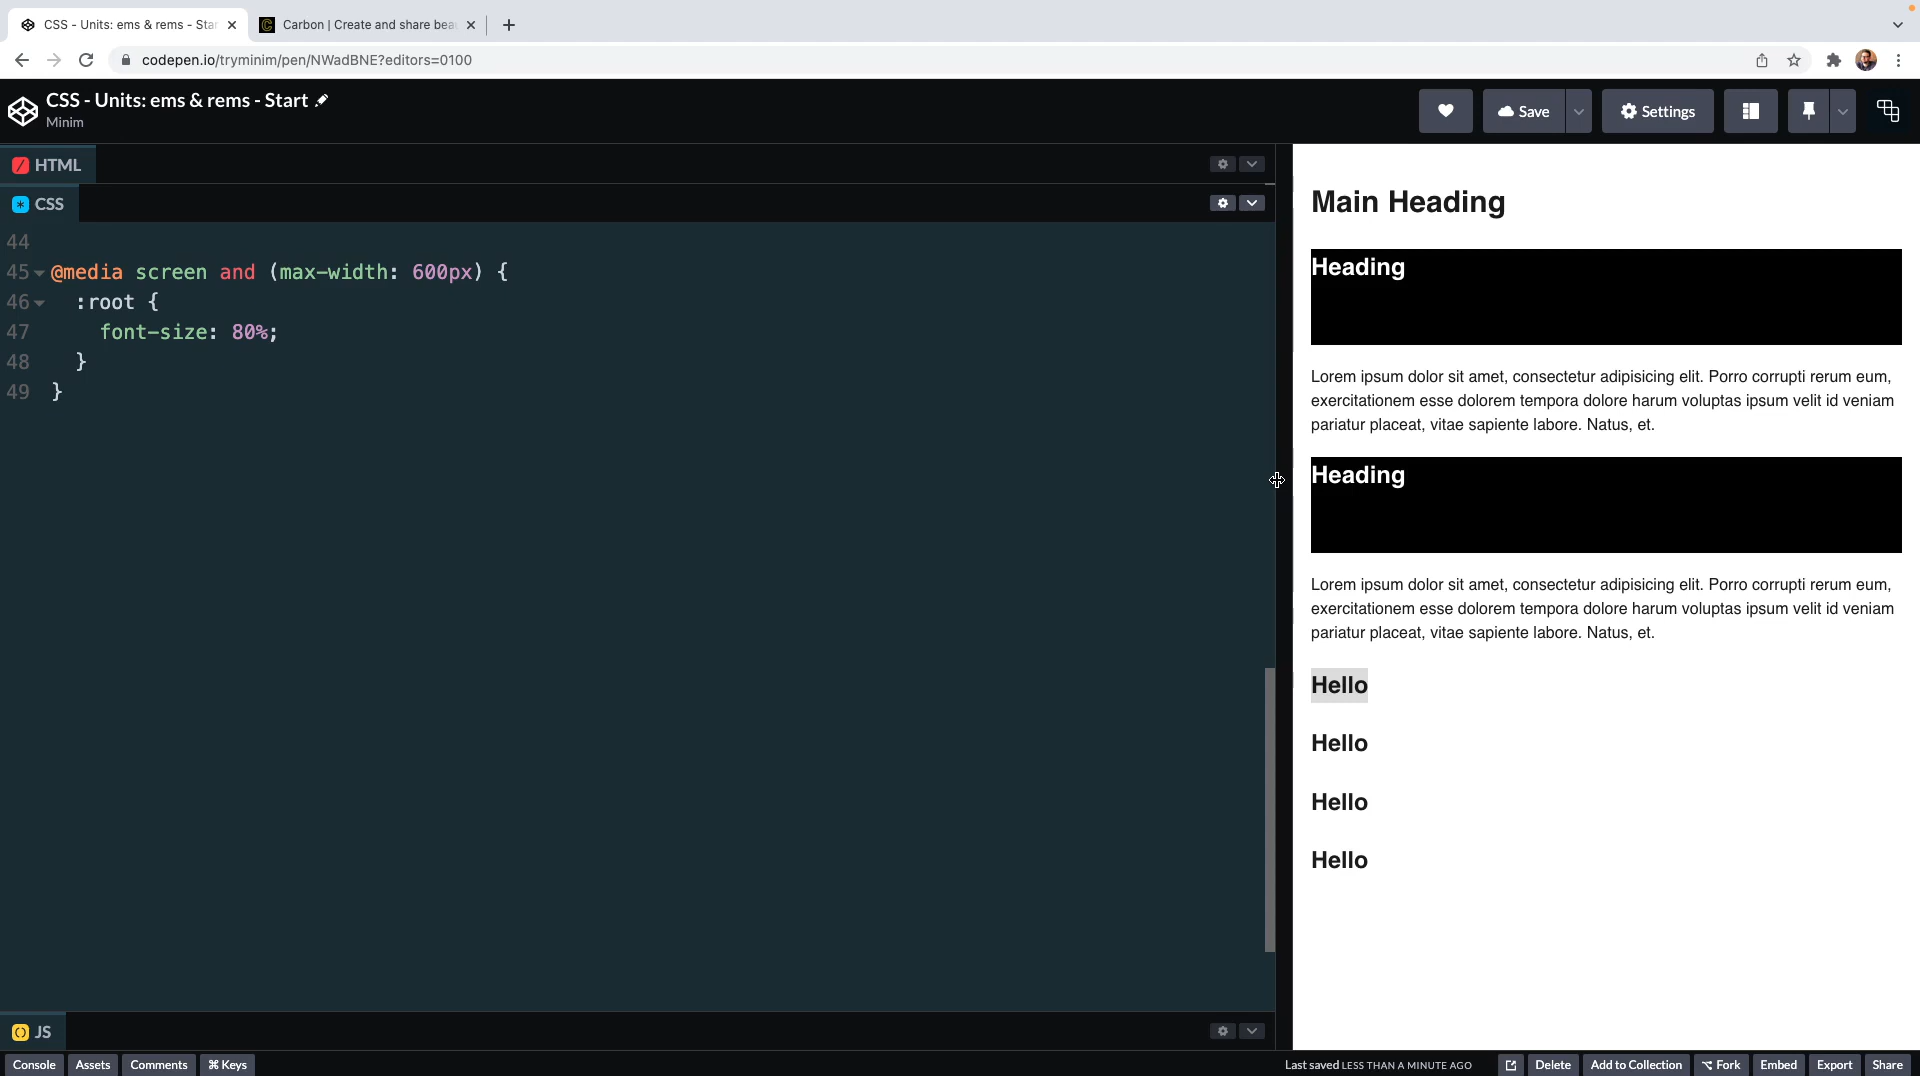 CSS - Units: ems & rems - Star
Carbon | Create and share bea
codepen.io/tryminim/pen/NWadBNE?editors=0100
CSS - Units: ems & rems - Start
Minim
Save
Settings
HTML
CSS
44
45 @media screen and (max-width: 600px) {
46 :root {
47 font-size: 80%;
48 }
49 }
Main Heading
Heading
Lorem ipsum dolor sit amet, consectetur adipisicing elit. Porro corrupti rerum eum,
exercitationem esse dolorem tempora dolore harum voluptas ipsum velit id veniam
pariatur placeat, vitae sapiente labore. Natus, et.
Heading
Lorem ipsum dolor sit amet, consectetur adipisicing elit. Porro corrupti rerum eum,
exercitationem esse dolorem tempora dolore harum voluptas ipsum velit id veniam
pariatur placeat, vitae sapiente labore. Natus, et.
Hello
Hello
Hello
Hello
JS
Console
Assets
Comments
⌘ Keys
Last saved LESS THAN A MINUTE AGO
Delete
Add to Collection
⌥ Fork
Embed
Export
Share